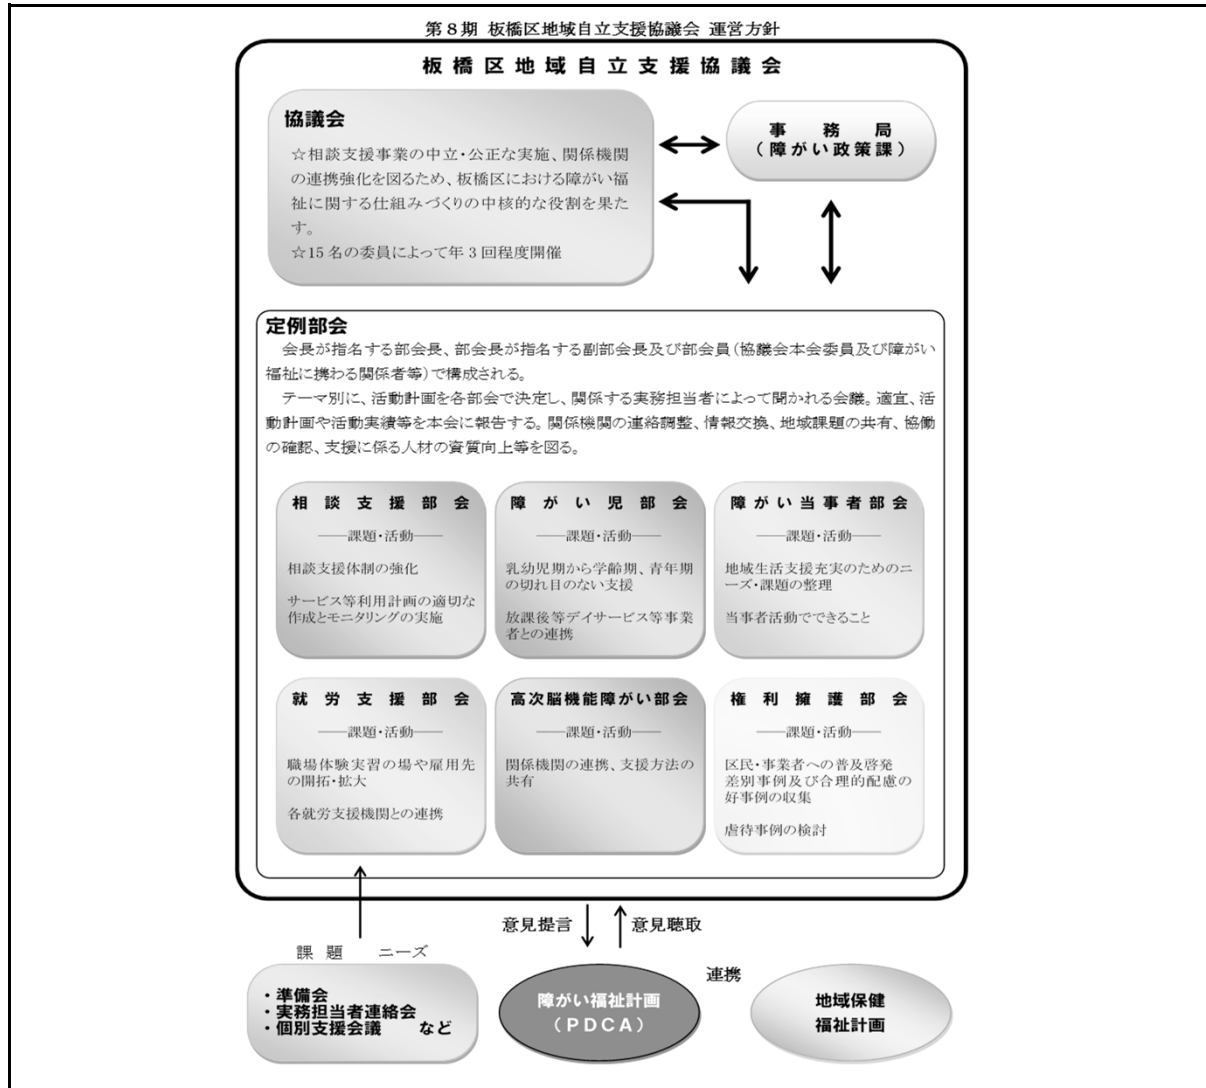 第8期 板橋区地域自立支援協議会 運営方針
板橋区地域自立支援協議会
協議会
☆相談支援事業の中立・公正な実施、関係機関
の連携強化を図るため、板橋区における障がい福
祉に関する仕組みづくりの中核的な役割を果た
す。
☆15名の委員によって年3回程度開催
事務局
(障がい政策課)
定例部会
会長が指名する部会長、部会長が指名する副部会長及び部会員(協議会本会委員及び障がい
福祉に携わる関係者等)で構成される。
テーマ別に、活動計画を各部会で決定し、関係する実務担当者によって開かれる会議。適宜、活
動計画や活動実績等を本会に報告する。関係機関の連絡調整、情報交換、地域課題の共有、協働
の確認、支援に係る人材の資質向上等を図る。
相談支援部会
――課題・活動――
相談支援体制の強化
サービス等利用計画の適切な
作成とモニタリングの実施
障がい児部会
――課題・活動――
乳幼児期から学齢期、青年期
の切れ目のない支援
放課後等デイサービス等事業
者との連携
障がい当事者部会
――課題・活動――
地域生活支援充実のためのニ
ーズ・課題の整理
当事者活動でできること
就労支援部会
――課題・活動――
職場体験実習の場や雇用先
の開拓・拡大
各就労支援機関との連携
高次脳機能障がい部会
――課題・活動――
関係機関の連携、支援方法の
共有
権利擁護部会
――課題・活動――
区民・事業者への普及啓発
差別事例及び合理的配慮の
好事例の収集
虐待事例の検討
意見提言
意見聴取
課題 ニーズ
・準備会
・実務担当者連絡会
・個別支援会議 など
障がい福祉計画
(PDCA)
連携
地域保健
福祉計画